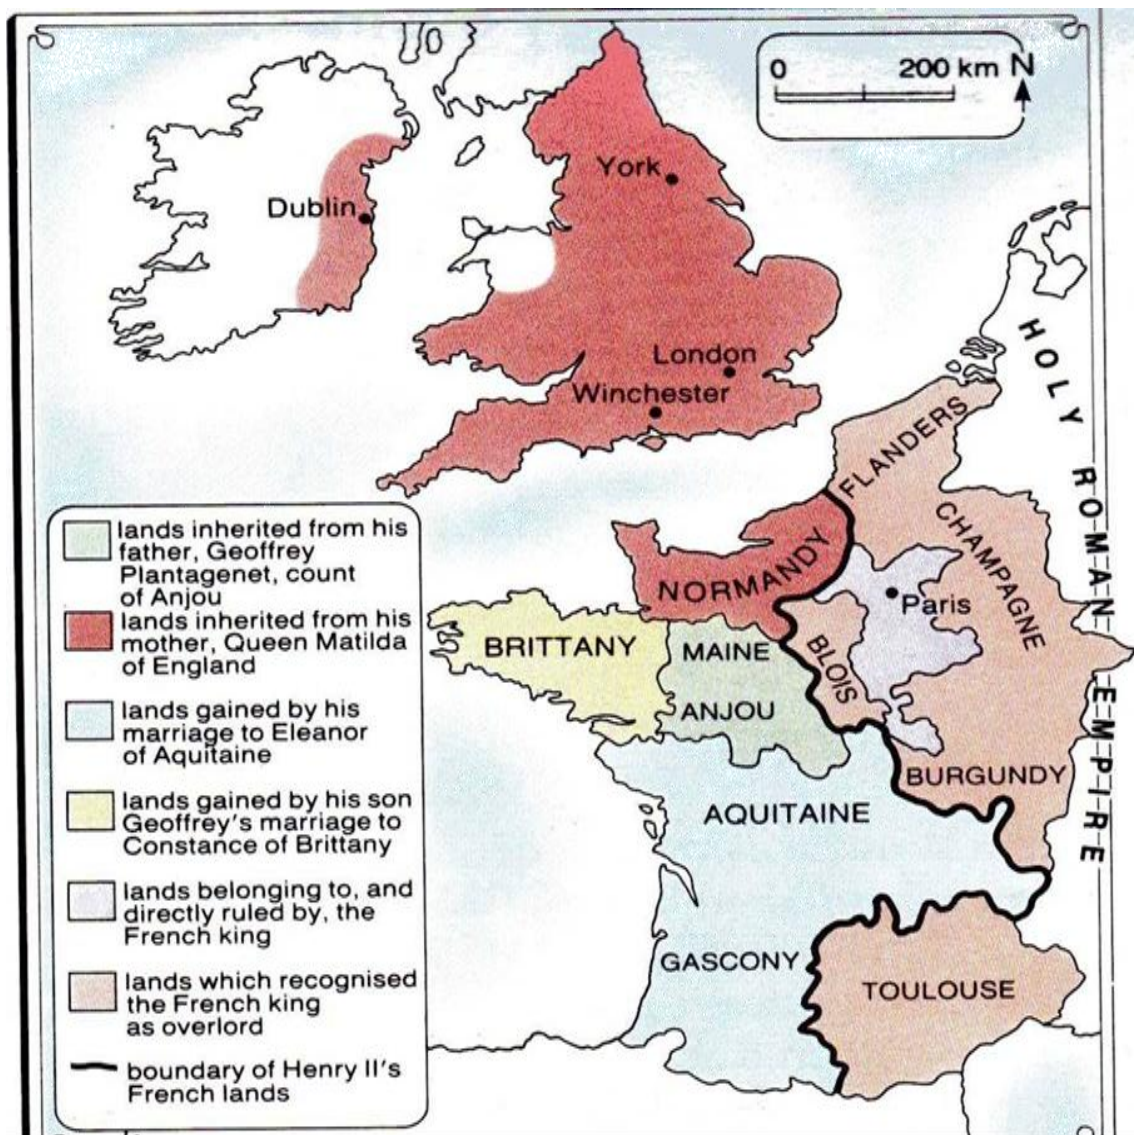 0 200 km N
York
Dublin
London
Winchester
HOLY ROMAN EMPIRE
FLANDERS
CHAMPAGNE
NORMANDY
Paris
BRITTANY
MAINE
BLOIS
ANJOU
BURGUNDY
AQUITAINE
GASCONY
TOULOUSE
lands inherited from his
father, Geoffrey
Plantagenet, count
of Anjou
lands inherited from his
mother, Queen Matilda
of England
lands gained by his
marriage to Eleanor
of Aquitaine
lands gained by his son
Geoffrey's marriage to
Constance of Brittany
lands belonging to, and
directly ruled by, the
French king
lands which recognised
the French king
as overlord
boundary of Henry II's
French lands